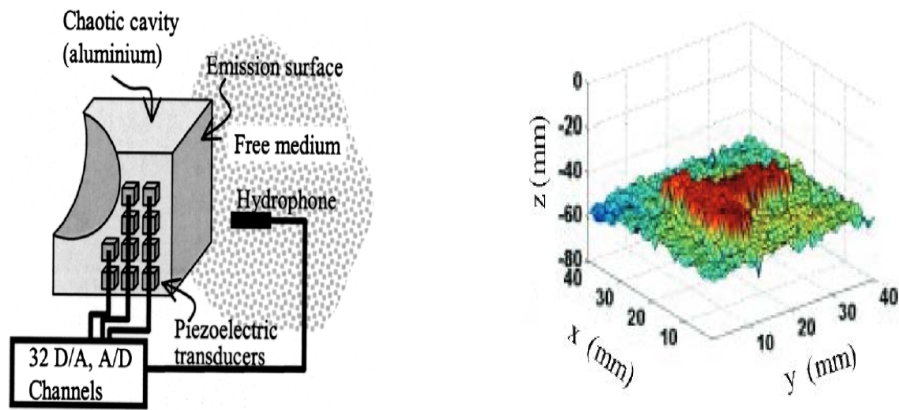 Chaotic cavity
(aluminium)
Emission surface
Free medium
Hydrophone
Piezoelectric
transducers
32 D/A, A/D
Channels
0
-20
-40
-60
-80
z (mm)
40
30
20
10
x (mm)
10
20
30
40
y (mm)